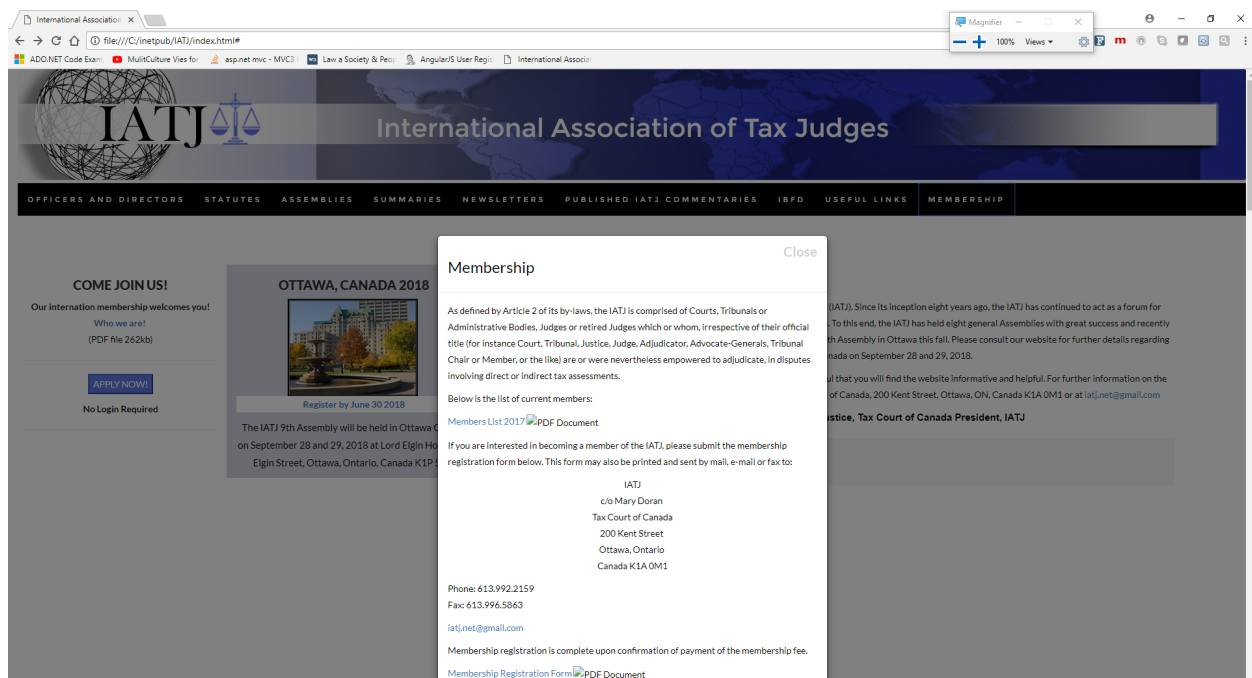 International Association
Magnifier
100% Views
file:///C:/inetpub/IATJ/index.html#
ADO.NET Code Exam
MulitCulture Vies for
asp.net mvc - MVC3
Law a Society & Peop
AngularJS User Regis
International Associat
IATJ
International Association of Tax Judges
OFFICERS AND DIRECTORS STATUTES ASSEMBLIES SUMMARIES NEWSLETTERS PUBLISHED IATJ COMMENTARIES IBFD USEFUL LINKS MEMBERSHIP
COME JOIN US!
Our internation membership welcomes you!
Who we are!
(PDF file 262kb)
APPLY NOW!
No Login Required
OTTAWA, CANADA 2018
Register by June 30 2018
The IATJ 9th Assembly will be held in Ottawa C
on September 28 and 29, 2018 at Lord Elgin Ho
Elgin Street, Ottawa, Ontario, Canada K1P
Close
Membership
As defined by Article 2 of its by-laws, the IATJ is comprised of Courts, Tribunals or
Administrative Bodies, Judges or retired Judges which or whom, irrespective of their official
title (for instance Court, Tribunal, Justice, Judge, Adjudicator, Advocate-Generals, Tribunal
Chair or Member, or the like) are or were nevertheless empowered to adjudicate, in disputes
involving direct or indirect tax assessments.
Below is the list of current members:
Members List 2017 PDF Document
If you are interested in becoming a member of the IATJ, please submit the membership
registration form below. This form may also be printed and sent by mail, e-mail or fax to:
IATJ
c/o Mary Doran
Tax Court of Canada
200 Kent Street
Ottawa, Ontario
Canada K1A 0M1
Phone: 613.992.2159
Fax: 613.996.5863
iatj.net@gmail.com
Membership registration is complete upon confirmation of payment of the membership fee.
Membership Registration Form PDF Document
(IATJ). Since its inception eight years ago, the IATJ has continued to act as a forum for
. To this end, the IATJ has held eight general Assemblies with great success and recently
th Assembly in Ottawa this fall. Please consult our website for further details regarding
nada on September 28 and 29, 2018.
ul that you will find the website informative and helpful. For further information on the
of Canada, 200 Kent Street, Ottawa, ON, Canada K1A 0M1 or at iatj.net@gmail.com
ustice, Tax Court of Canada President, IATJ